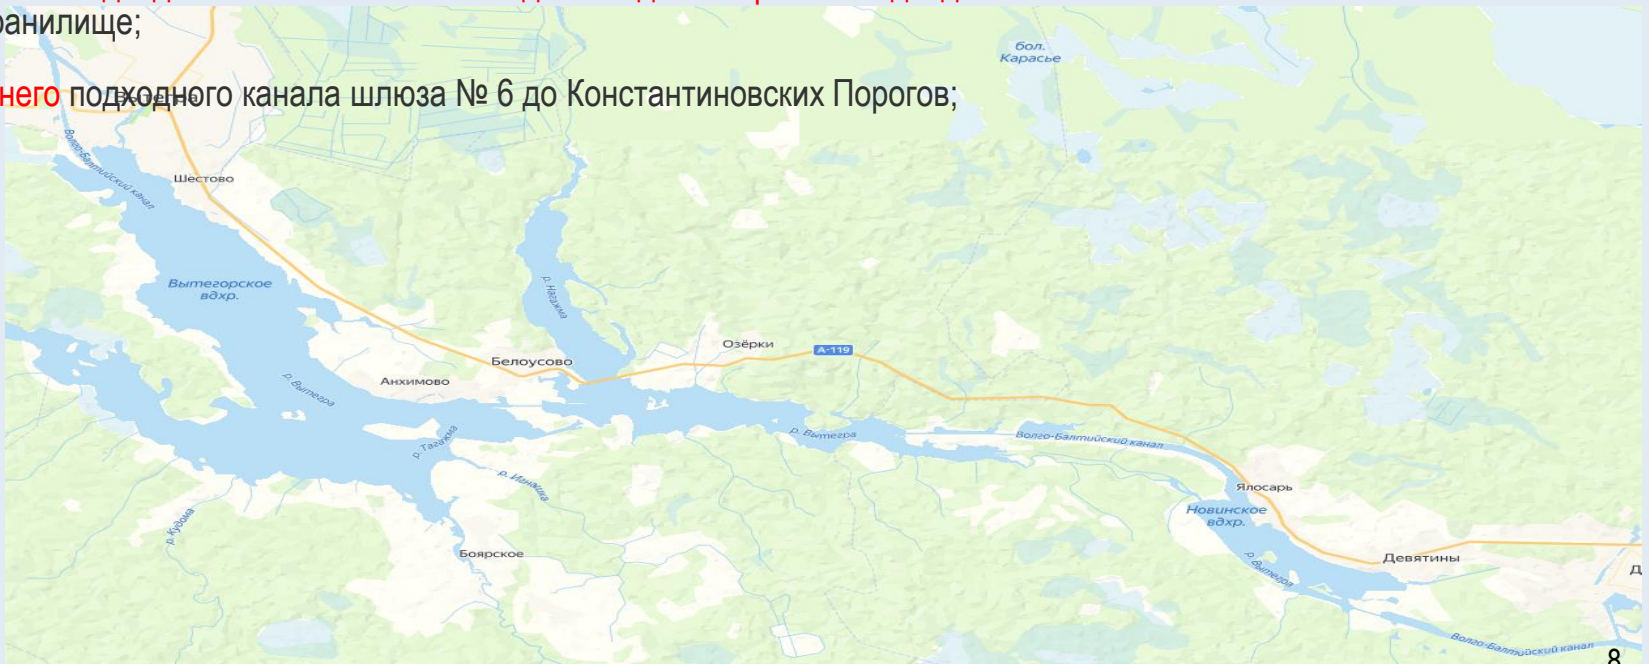 ранилище;
него подходного канала шлюза № 6 до Константиновских Порогов;
бол.
Карасье
Вытегра
Волго-Балтийский канал
Шестово
Вытегорское
вдхр.
р. Нагажма
Озёрки
А-119
Белоусово
Анхимово
р. Вытегра
р. Тагажма
р. Вытегра
Волго-Балтийский канал
р. Кудома
Ялосарь
Новинское
вдхр.
Боярское
Девятины
Д
р. Вытегра
Волго-Балтийский канал
8